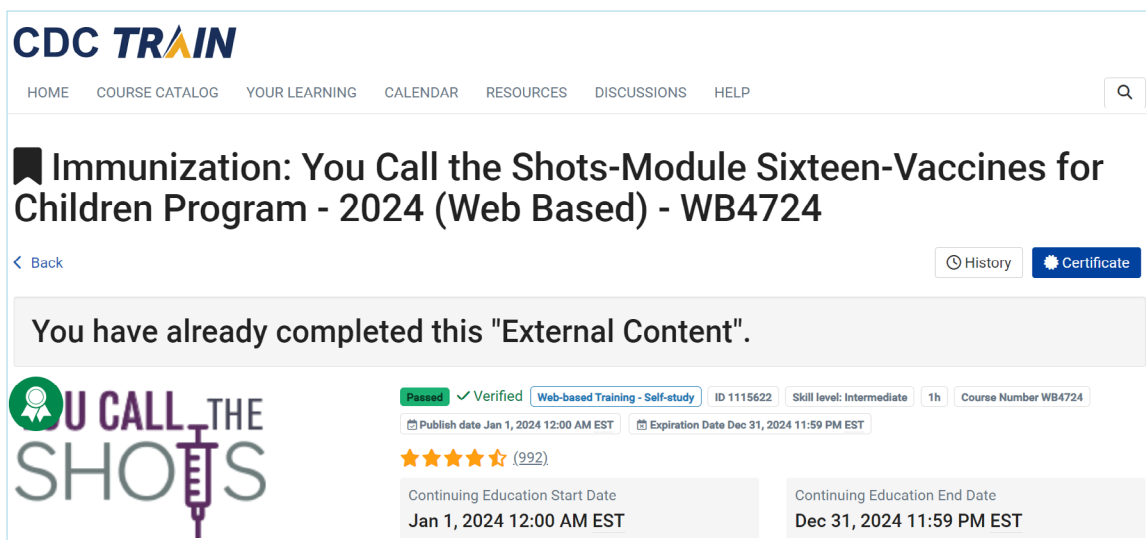 CDC TRAIN
HOME COURSE CATALOG YOUR LEARNING CALENDAR RESOURCES DISCUSSIONS HELP
Immunization: You Call the Shots-Module Sixteen-Vaccines for
Children Program - 2024 (Web Based) - WB4724
Back
History
Certificate
You have already completed this "External Content".
U CALL THE
SHOTS
Passed Verified Web-based Training - Self-study ID 1115622 Skill level: Intermediate 1h Course Number WB4724
Publish date Jan 1, 2024 12:00 AM EST Expiration Date Dec 31, 2024 11:59 PM EST
(992)
Continuing Education Start Date
Jan 1, 2024 12:00 AM EST
Continuing Education End Date
Dec 31, 2024 11:59 PM EST